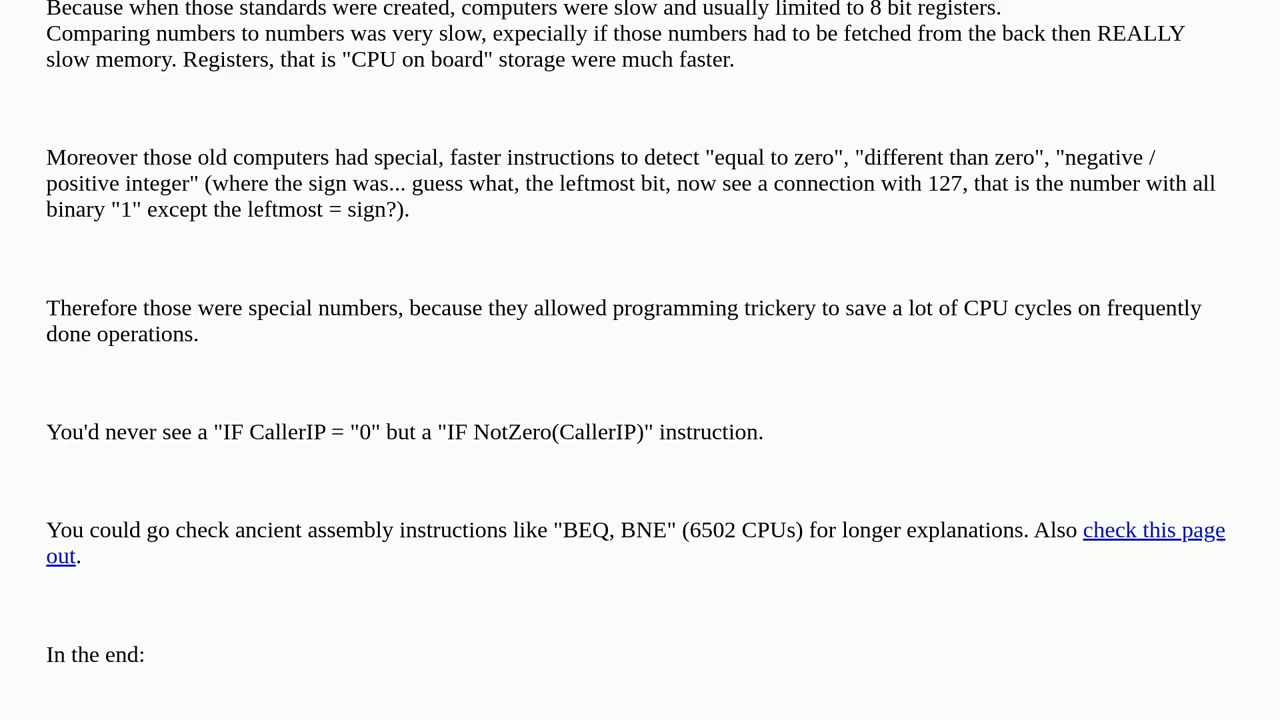 Because when those standards were created, computers were slow and usually limited to 8 bit registers.
Comparing numbers to numbers was very slow, expecially if those numbers had to be fetched from the back then REALLY
slow memory. Registers, that is "CPU on board" storage were much faster.
Moreover those old computers had special, faster instructions to detect "equal to zero", "different than zero", "negative /
positive integer" (where the sign was... guess what, the leftmost bit, now see a connection with 127, that is the number with all
binary "1" except the leftmost = sign?).
Therefore those were special numbers, because they allowed programming trickery to save a lot of CPU cycles on frequently
done operations.
You'd never see a "IF CallerIP = "0" but a "IF NotZero(CallerIP)" instruction.
You could go check ancient assembly instructions like "BEQ, BNE" (6502 CPUs) for longer explanations. Also check this page
out.
In the end: